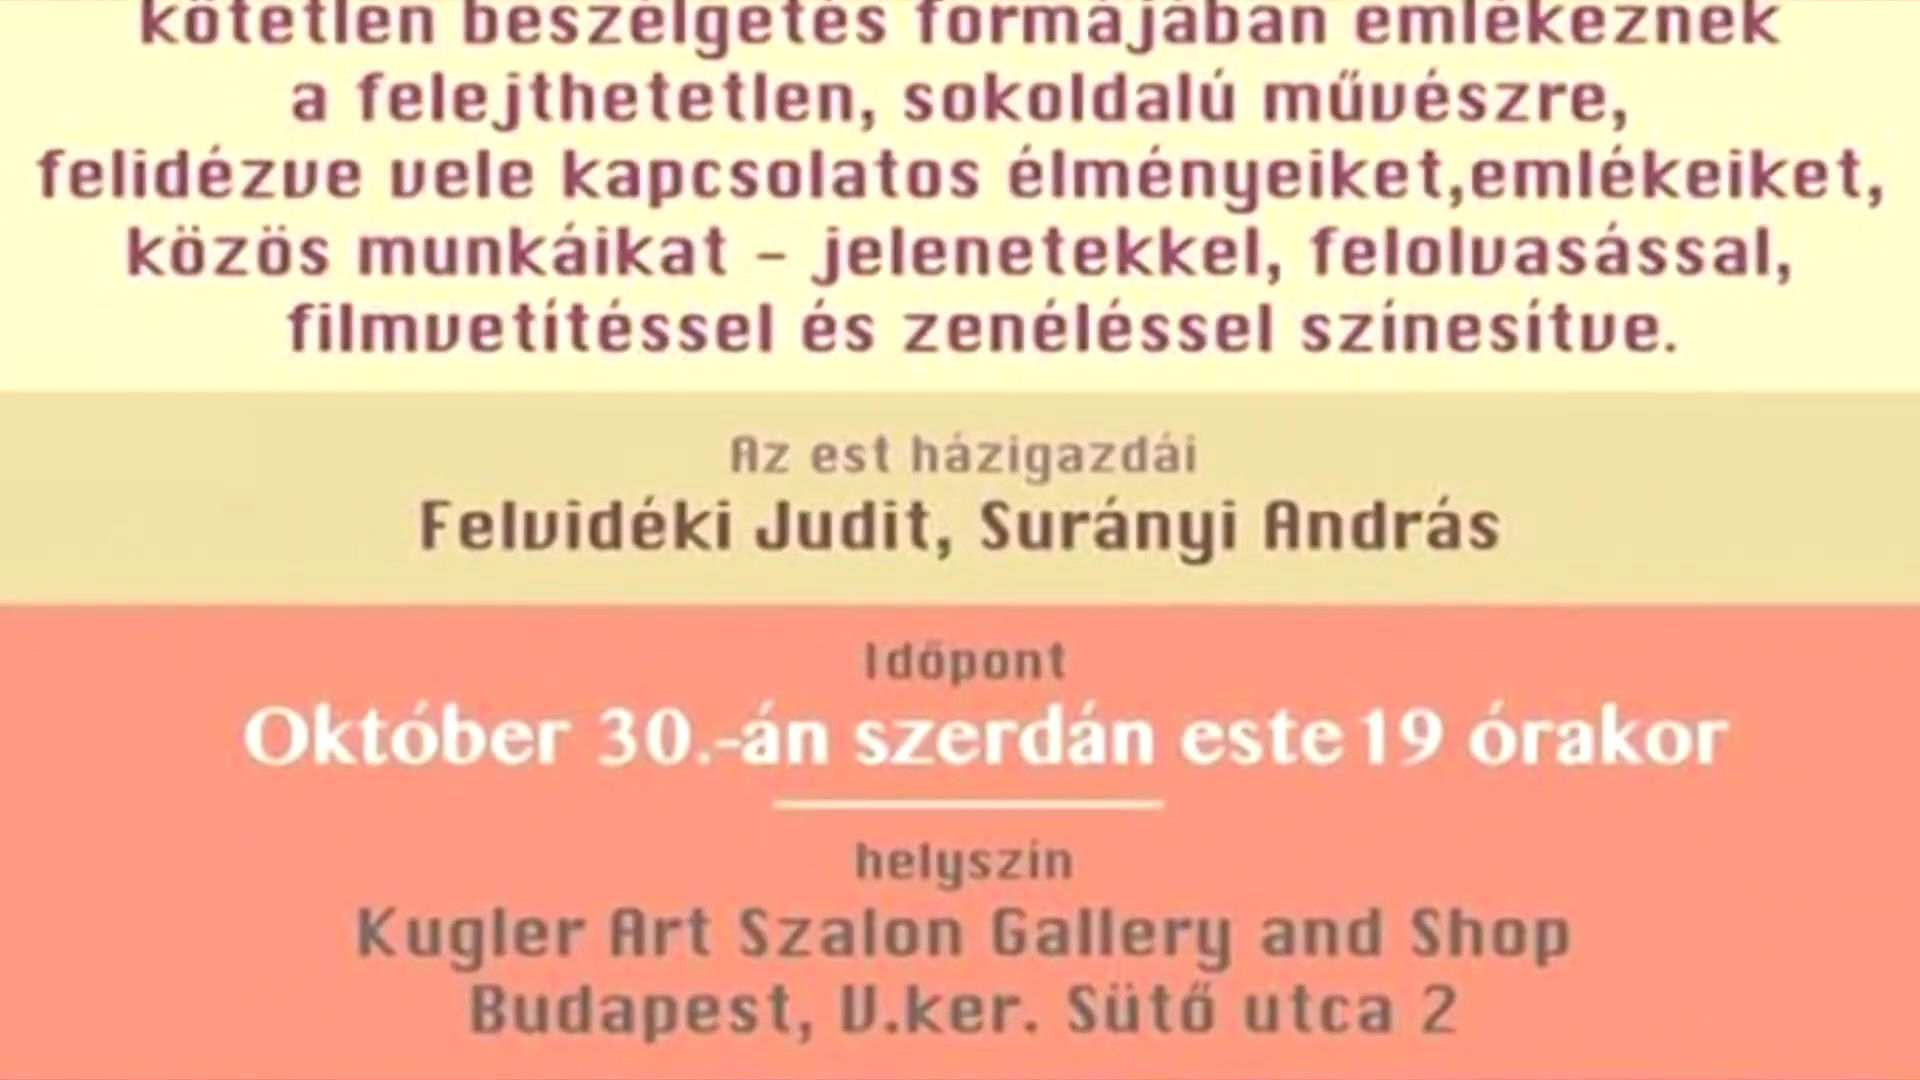 kötetlen beszélgetés formájában emlékeznek
a felejthetetlen, sokoldalú művészre,
felidézve vele kapcsolatos élményeiket,emlékeiket,
közös munkáikat – jelenetekkel, felolvasással,
filmvetítéssel és zenéléssel színesítve.
Az est házigazdái
Felvidéki Judit, Surányi András
Időpont
Október 30.-án szerdán este 19 órakor
helyszín
Kugler Art Szalon Gallery and Shop
Budapest, V.ker. Sütő utca 2